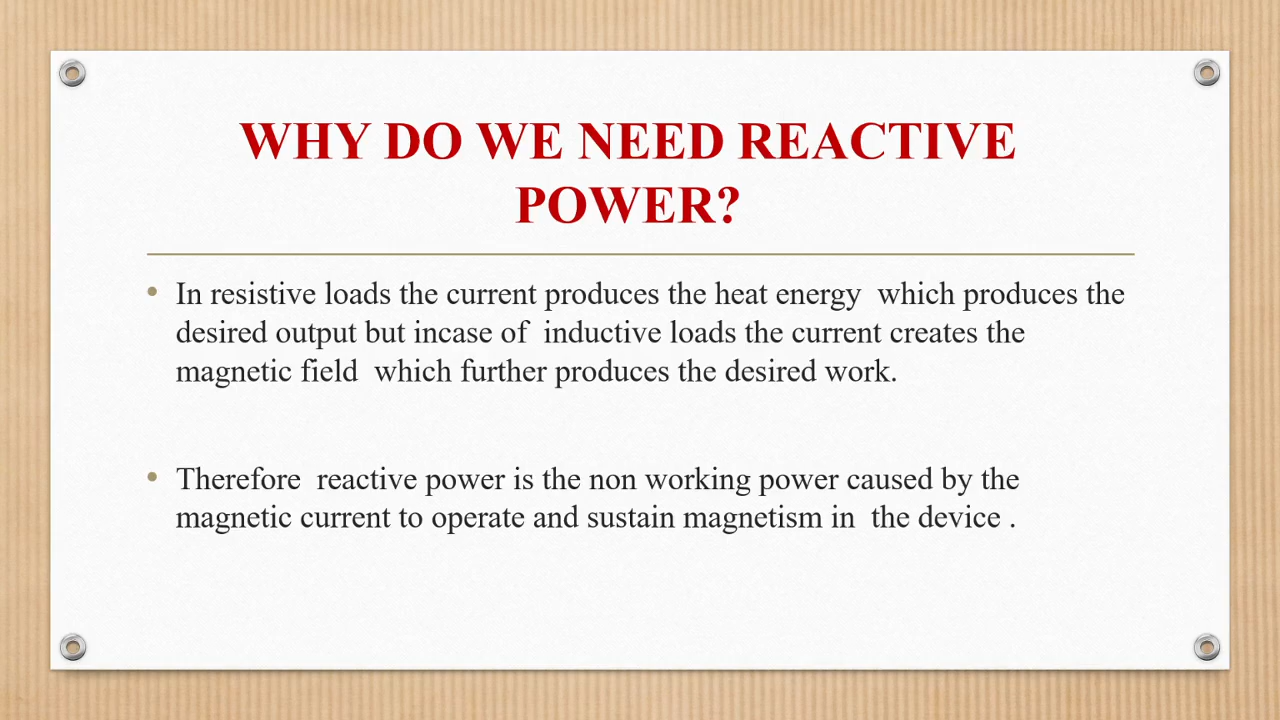 WHY DO WE NEED REACTIVE
POWER?
• In resistive loads the current produces the heat energy  which produces the
desired output but incase of  inductive loads the current creates the
magnetic field  which further produces the desired work.
• Therefore  reactive power is the non working power caused by the
magnetic current to operate and sustain magnetism in  the device .